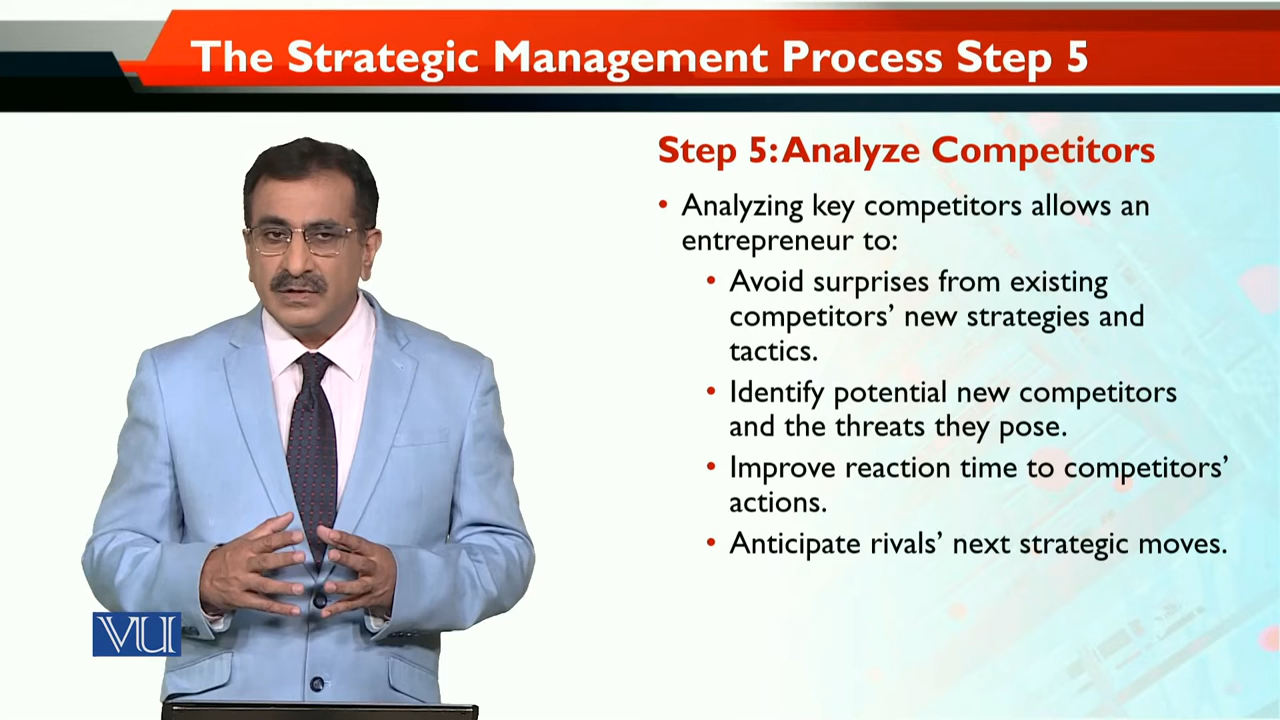 The Strategic Management Process Step 5
Step 5: Analyze Competitors
• Analyzing key competitors allows an
entrepreneur to:
• Avoid surprises from existing
competitors’ new strategies and
tactics.
• Identify potential new competitors
and the threats they pose.
• Improve reaction time to competitors’
actions.
• Anticipate rivals’ next strategic moves.
VU